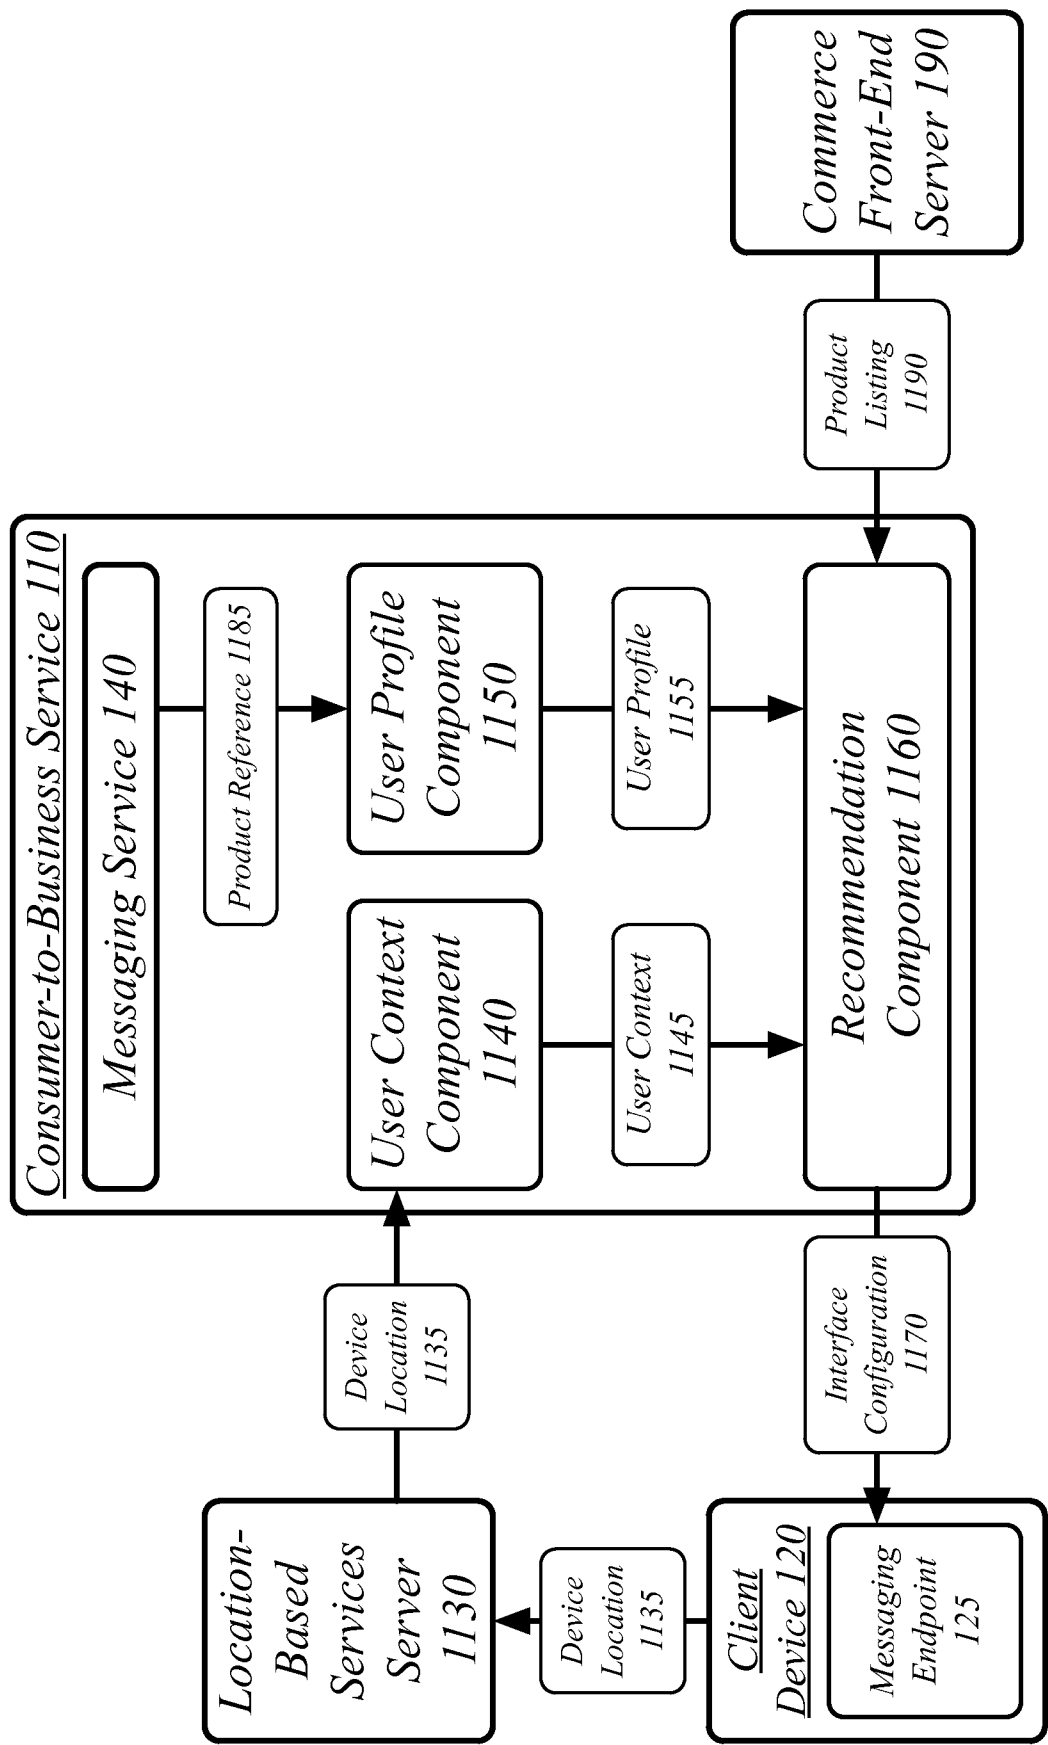 Consumer-to-Business Service 110
Messaging Service 140
Product Reference 1185
Location-
Based
Services
Server
1130
Device
Location
1135
User Context
Component
1140
User Profile
Component
1150
Device
Location
1135
User Context
1145
User Profile
1155
Client
Device 120
Messaging
Endpoint
125
Interface
Configuration
1170
Recommendation
Component 1160
Product
Listing
1190
Commerce
Front-End
Server 190